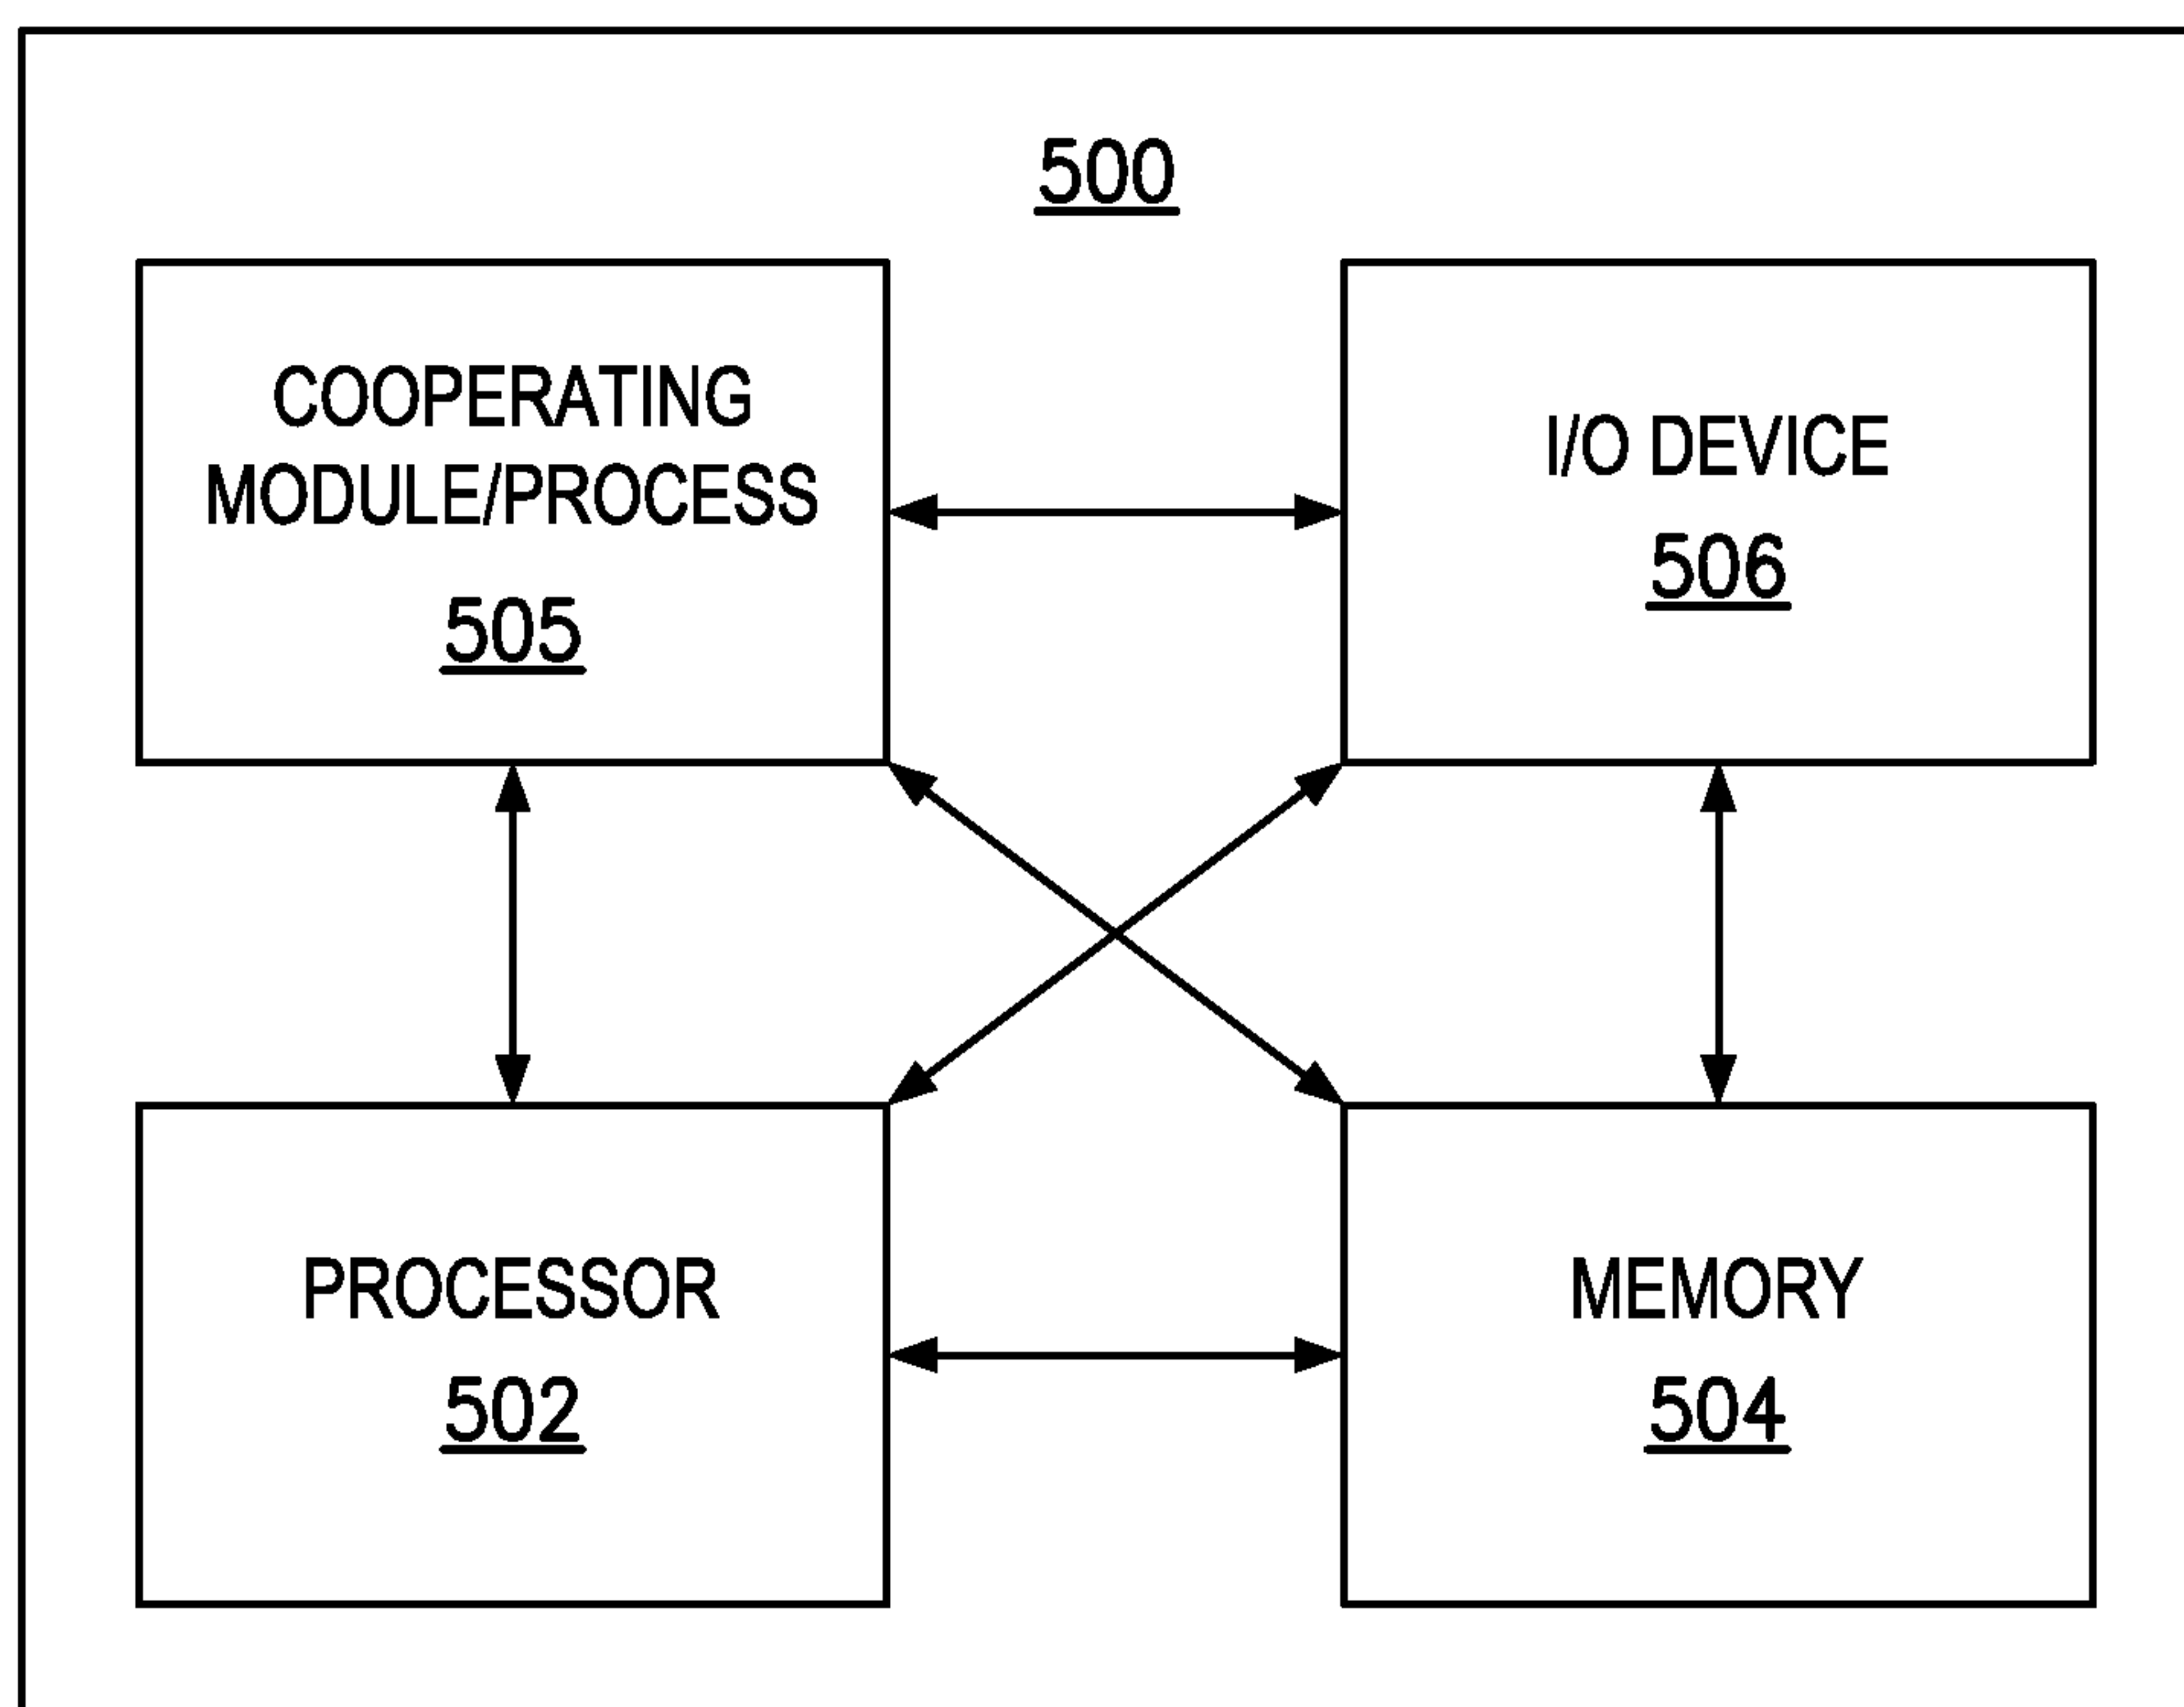 500
COOPERATING
MODULE/PROCESS
505
I/O DEVICE
506
PROCESSOR
502
MEMORY
504